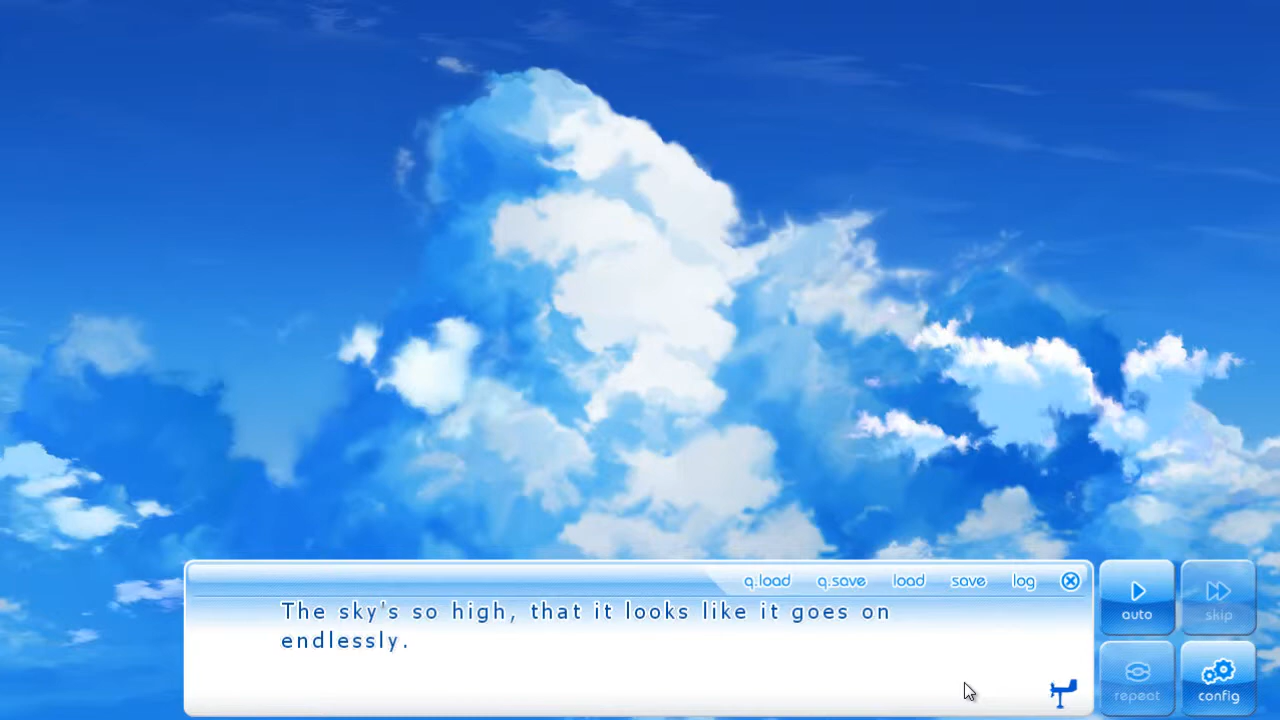 q.load q.save load save log
The sky's so high, that it looks like it goes on
endlessly.
auto
skip
repeat
config